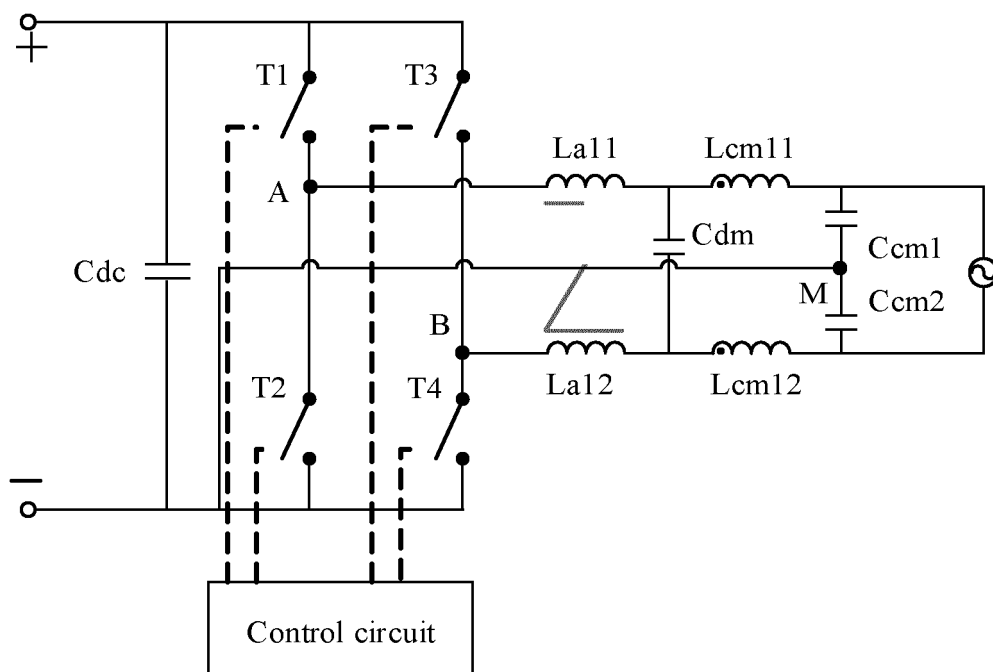 +
T1
T3
La11
Lcm11
A
Cdc
Cdm
Ccm1
M
Ccm2
B
T2
T4
La12
Lcm12
−
Control circuit